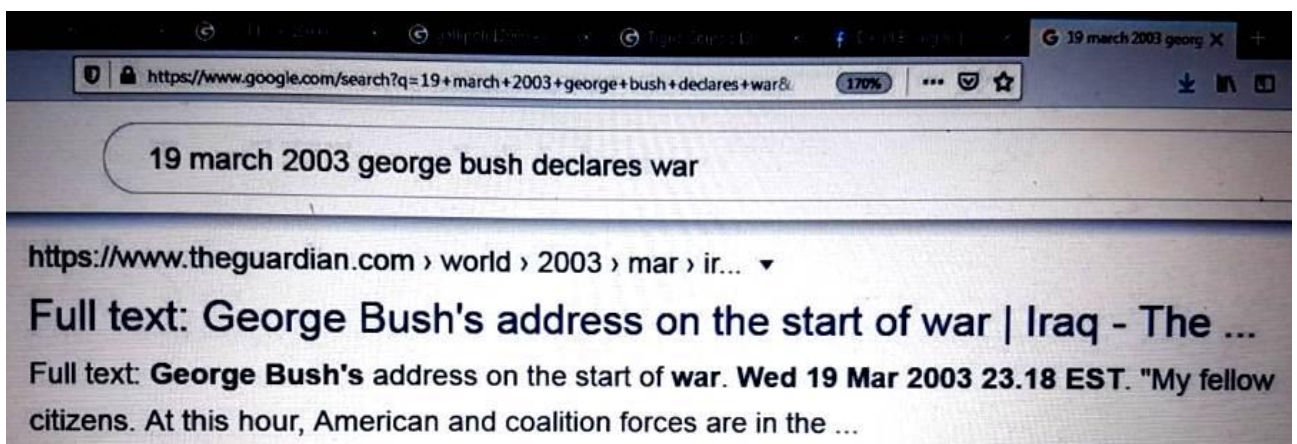 19 march 2003 georg
https://www.google.com/search?q=19+march+2003+george+bush+declares+war&
170%
19 march 2003 george bush declares war
https://www.theguardian.com › world › 2003 › mar › ir...
Full text: George Bush's address on the start of war | Iraq - The ...
Full text: George Bush's address on the start of war. Wed 19 Mar 2003 23.18 EST. "My fellow
citizens. At this hour, American and coalition forces are in the ...